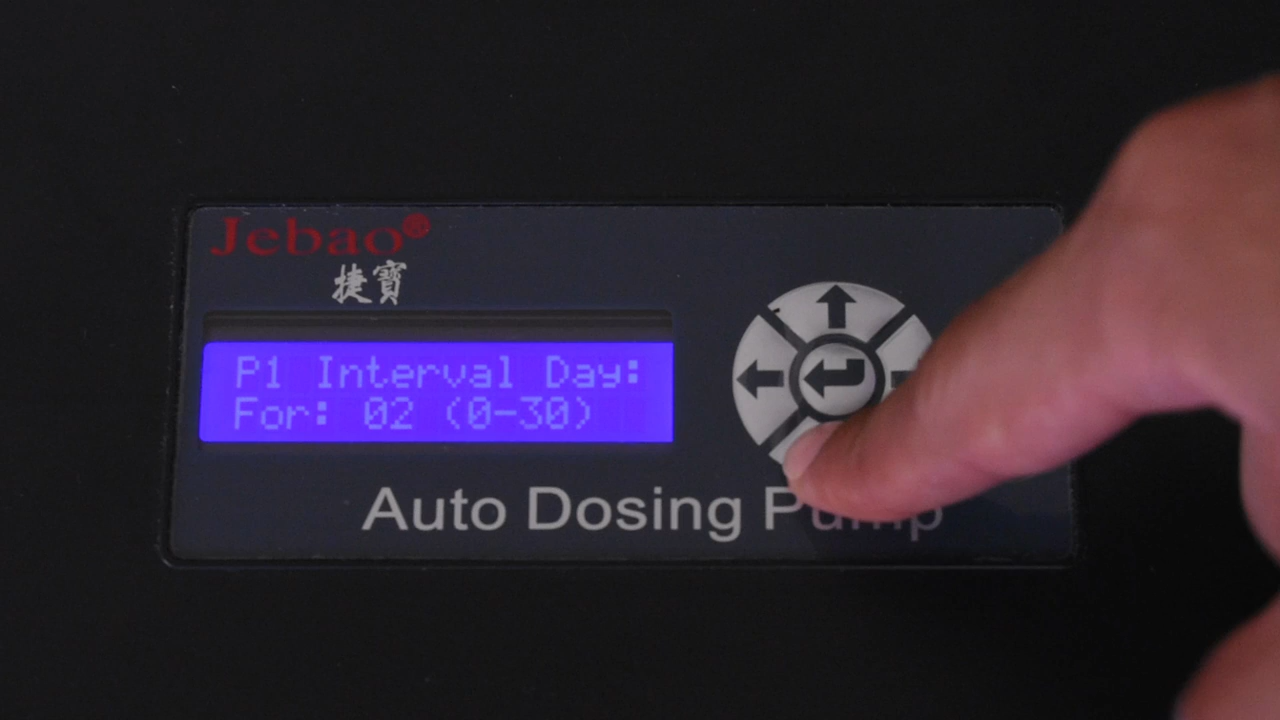 Jebao®
捷寶
P1 Interval Day:
For: 02 (0-30)
Auto Dosing Pump